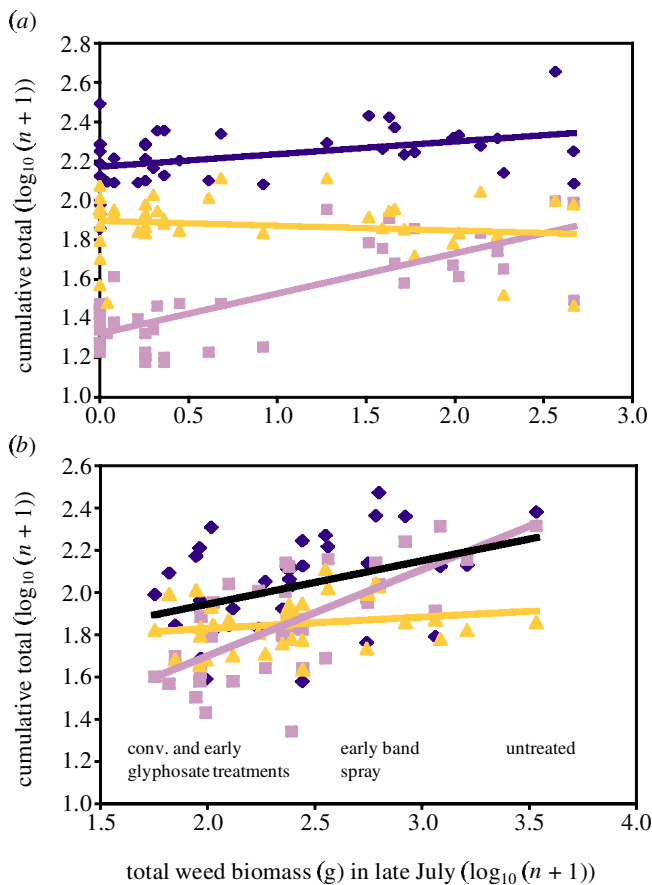 (a)
2.8
2.6
2.4
2.2
2.0
1.8
1.6
1.4
1.2
1.0
cumulative total (log10 (n + 1))
0.0 0.5 1.0 1.5 2.0 2.5 3.0
(b)
2.6
2.4
2.2
2.0
1.8
1.6
1.4
1.2
1.0
cumulative total (log10 (n + 1))
conv. and early
glyphosate treatments
early band
spray
untreated
1.5 2.0 2.5 3.0 3.5 4.0
total weed biomass (g) in late July (log10 (n + 1))